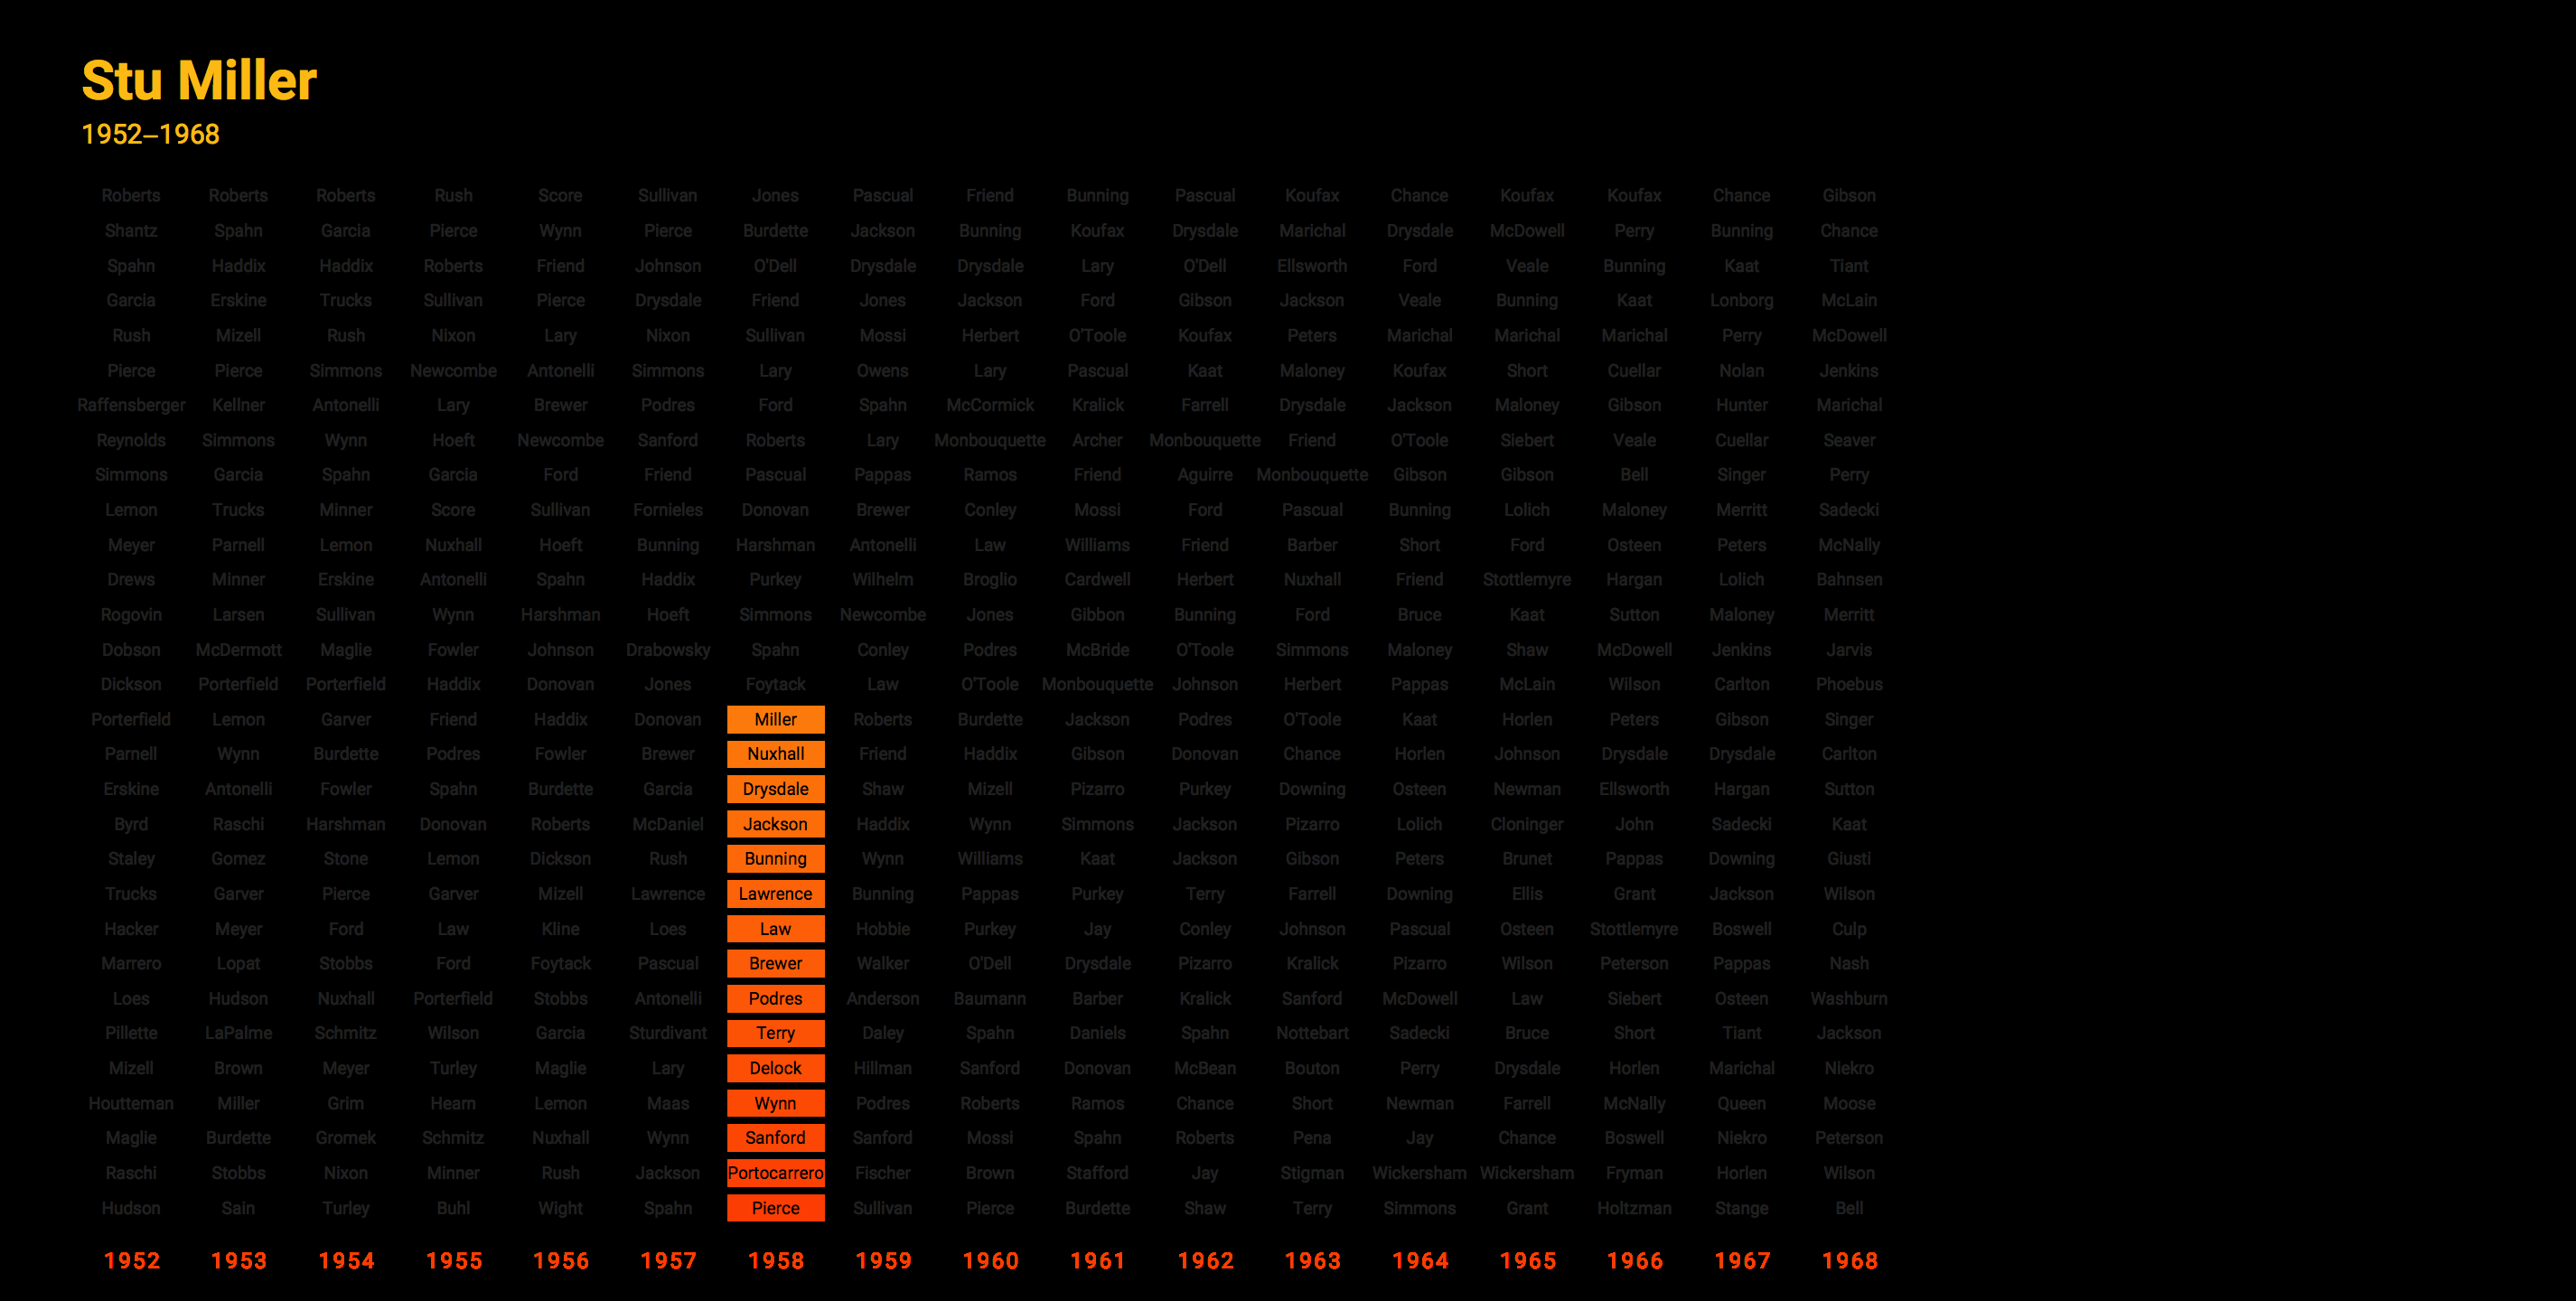 Stu Miller
1952–1968
Roberts Roberts Roberts Rush Score Sullivan Jones Pascual Friend Bunning Pascual Koufax Chance Koufax Koufax Chance Gibson
Shantz Spahn Garcia Pierce Wynn Pierce Burdette Jackson Bunning Koufax Drysdale Marichal Drysdale McDowell Perry Bunning Chance
Spahn Haddix Haddix Roberts Friend Johnson O'Dell Drysdale Drysdale Lary O'Dell Ellsworth Ford Veale Bunning Kaat Tiant
Garcia Erskine Trucks Sullivan Pierce Drysdale Friend Jones Jackson Ford Gibson Jackson Veale Bunning Kaat Lonborg McLain
Rush Mizell Rush Nixon Lary Nixon Sullivan Mossi Herbert O'Toole Koufax Peters Marichal Marichal Marichal Perry McDowell
Pierce Pierce Simmons Newcombe Antonelli Simmons Lary Owens Lary Pascual Kaat Maloney Koufax Short Cuellar Nolan Jenkins
Raffensberger Kellner Antonelli Lary Brewer Podres Ford Spahn McCormick Kralick Farrell Drysdale Jackson Maloney Gibson Hunter Marichal
Reynolds Simmons Wynn Hoeft Newcombe Sanford Roberts Lary Monbouquette Archer Monbouquette Friend O'Toole Siebert Veale Cuellar Seaver
Simmons Garcia Spahn Garcia Ford Friend Pascual Pappas Ramos Friend Aguirre Monbouquette Gibson Gibson Bell Singer Perry
Lemon Trucks Minner Score Sullivan Fornieles Donovan Brewer Conley Mossi Ford Pascual Bunning Lolich Maloney Merritt Sadecki
Meyer Parnell Lemon Nuxhall Hoeft Bunning Harshman Antonelli Law Williams Friend Barber Short Ford Osteen Peters McNally
Drews Minner Erskine Antonelli Spahn Haddix Purkey Wilhelm Broglio Cardwell Herbert Nuxhall Friend Stottlemyre Hargan Lolich Bahnsen
Rogovin Larsen Sullivan Wynn Harshman Hoeft Simmons Newcombe Jones Gibbon Bunning Ford Bruce Kaat Sutton Maloney Merritt
Dobson McDermott Maglie Fowler Johnson Drabowsky Spahn Conley Podres McBride O'Toole Simmons Maloney Shaw McDowell Jenkins Jarvis
Dickson Porterfield Porterfield Haddix Donovan Jones Foytack Law O'Toole Monbouquette Johnson Herbert Pappas McLain Wilson Carlton Phoebus
Porterfield Lemon Garver Friend Haddix Donovan Miller Roberts Burdette Jackson Podres O'Toole Kaat Horlen Peters Gibson Singer
Parnell Wynn Burdette Podres Fowler Brewer Nuxhall Friend Haddix Gibson Donovan Chance Horlen Johnson Drysdale Drysdale Carlton
Erskine Antonelli Fowler Spahn Burdette Garcia Drysdale Shaw Mizell Pizarro Purkey Downing Osteen Newman Ellsworth Hargan Sutton
Byrd Raschi Harshman Donovan Roberts McDaniel Jackson Haddix Wynn Simmons Jackson Pizarro Lolich Cloninger John Sadecki Kaat
Staley Gomez Stone Lemon Dickson Rush Bunning Wynn Williams Kaat Jackson Gibson Peters Brunet Pappas Downing Giusti
Trucks Garver Pierce Garver Mizell Lawrence Lawrence Bunning Pappas Purkey Terry Farrell Downing Ellis Grant Jackson Wilson
Hacker Meyer Ford Law Kline Loes Law Hobbie Purkey Jay Conley Johnson Pascual Osteen Stottlemyre Boswell Culp
Marrero Lopat Stobbs Ford Foytack Pascual Brewer Walker O'Dell Drysdale Pizarro Kralick Pizarro Wilson Peterson Pappas Nash
Loes Hudson Nuxhall Porterfield Stobbs Antonelli Podres Anderson Baumann Barber Kralick Sanford McDowell Law Siebert Osteen Washburn
Pillette LaPalme Schmitz Wilson Garcia Sturdivant Terry Daley Spahn Daniels Spahn Nottebart Sadecki Bruce Short Tiant Jackson
Mizell Brown Meyer Turley Maglie Lary Delock Hillman Sanford Donovan McBean Bouton Perry Drysdale Horlen Marichal Niekro
Houtteman Miller Grim Hearn Lemon Maas Wynn Podres Roberts Ramos Chance Short Newman Farrell McNally Queen Moose
Maglie Burdette Gromek Schmitz Nuxhall Wynn Sanford Sanford Mossi Spahn Roberts Pena Jay Chance Boswell Niekro Peterson
Raschi Stobbs Nixon Minner Rush Jackson Portocarrero Fischer Brown Stafford Jay Stigman Wickersham Wickersham Fryman Horlen Wilson
Hudson Sain Turley Buhl Wight Spahn Pierce Sullivan Pierce Burdette Shaw Terry Simmons Grant Holtzman Stange Bell
1952 1953 1954 1955 1956 1957 1958 1959 1960 1961 1962 1963 1964 1965 1966 1967 1968